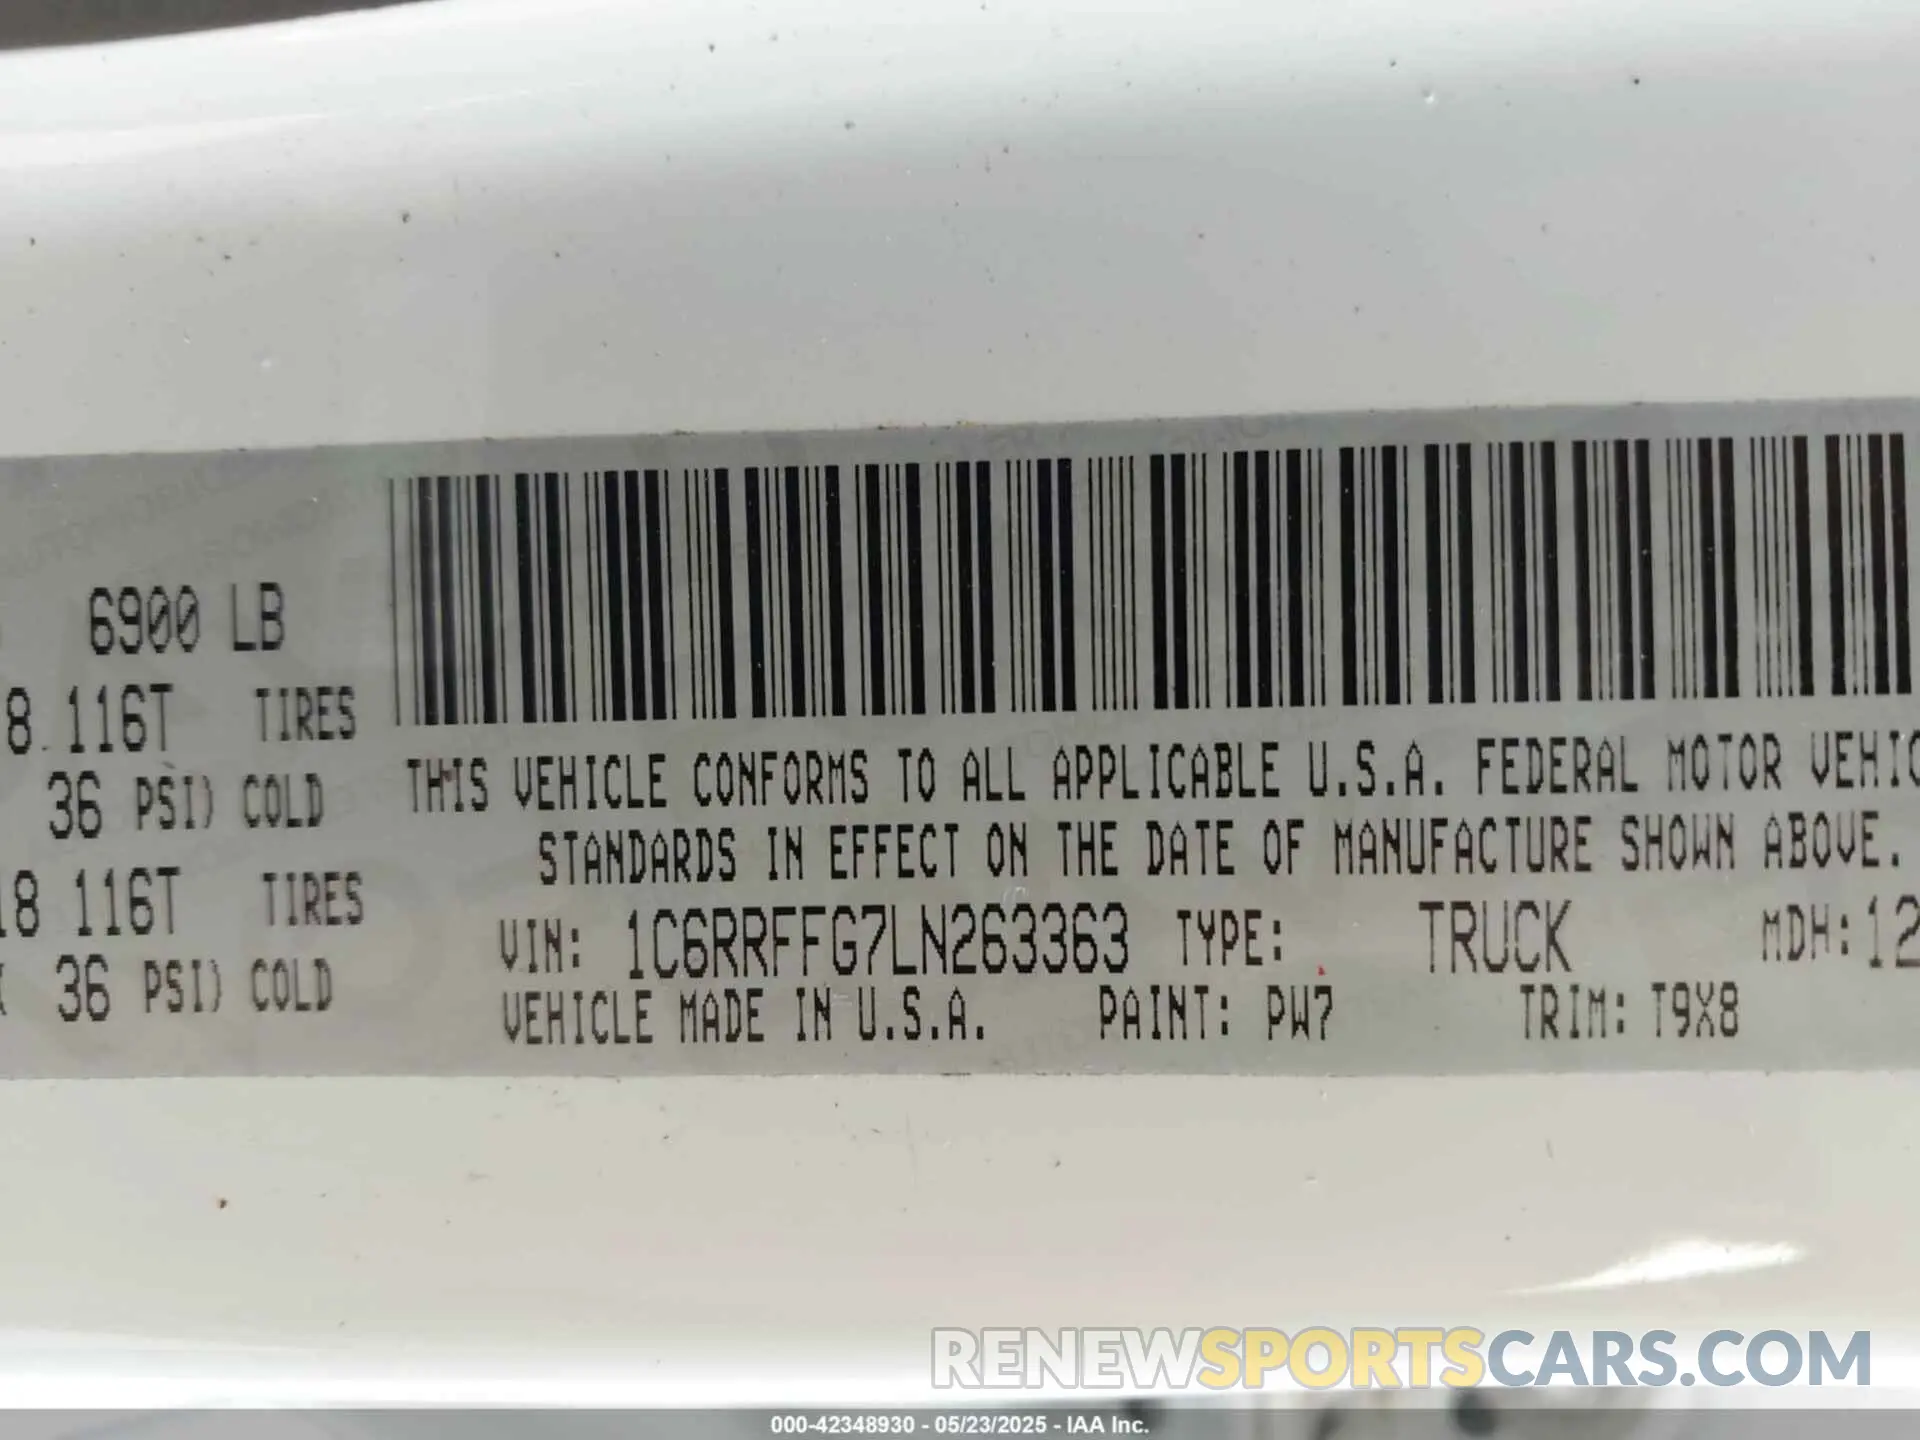 6900 LB
8 116T TIRES
36 PSI) COLD
18 116T TIRES
36 PSI) COLD
THIS VEHICLE CONFORMS TO ALL APPLICABLE U.S.A. FEDERAL MOTOR VEHIC
STANDARDS IN EFFECT ON THE DATE OF MANUFACTURE SHOWN ABOVE.
VIN: 1C6RRFFG7LN263363 TYPE: TRUCK MDH: 12
VEHICLE MADE IN U.S.A. PAINT: PW7 TRIM: T9X8
RENEWSPORTSCARS.COM
000-42348930 - 05/23/2025 - IAA Inc.